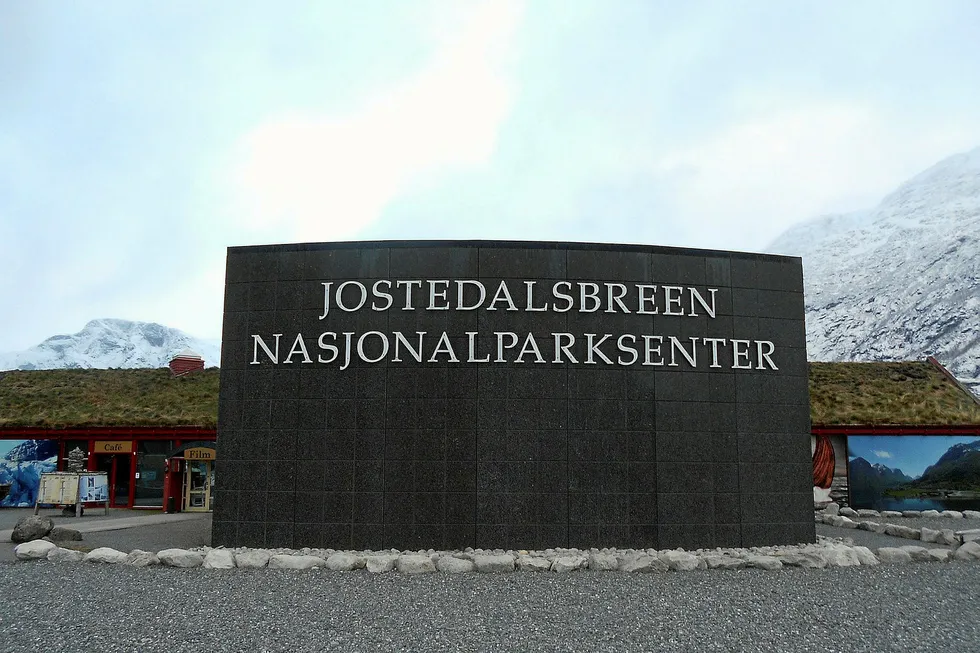 JOSTEDALSBREEN
NASJONALPARKSENTER
Café
Film